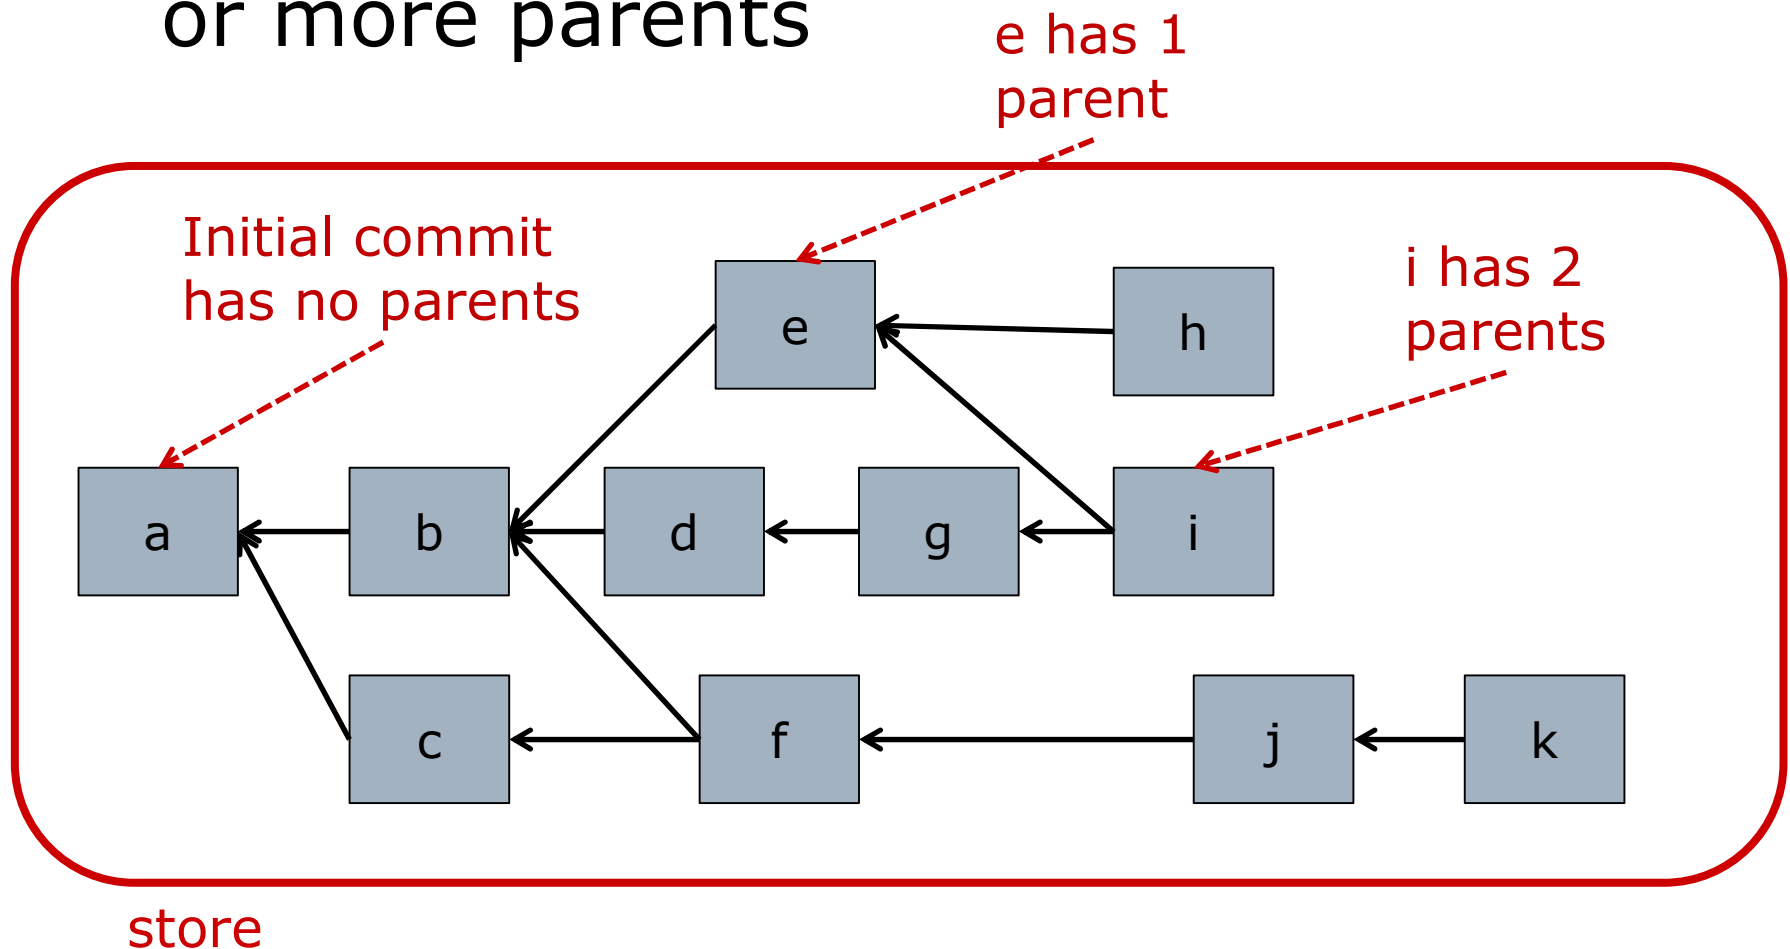 or more parents
e has 1
parent
Initial commit
has no parents
i has 2
parents
e
h
a
b
d
g
i
c
f
j
k
store